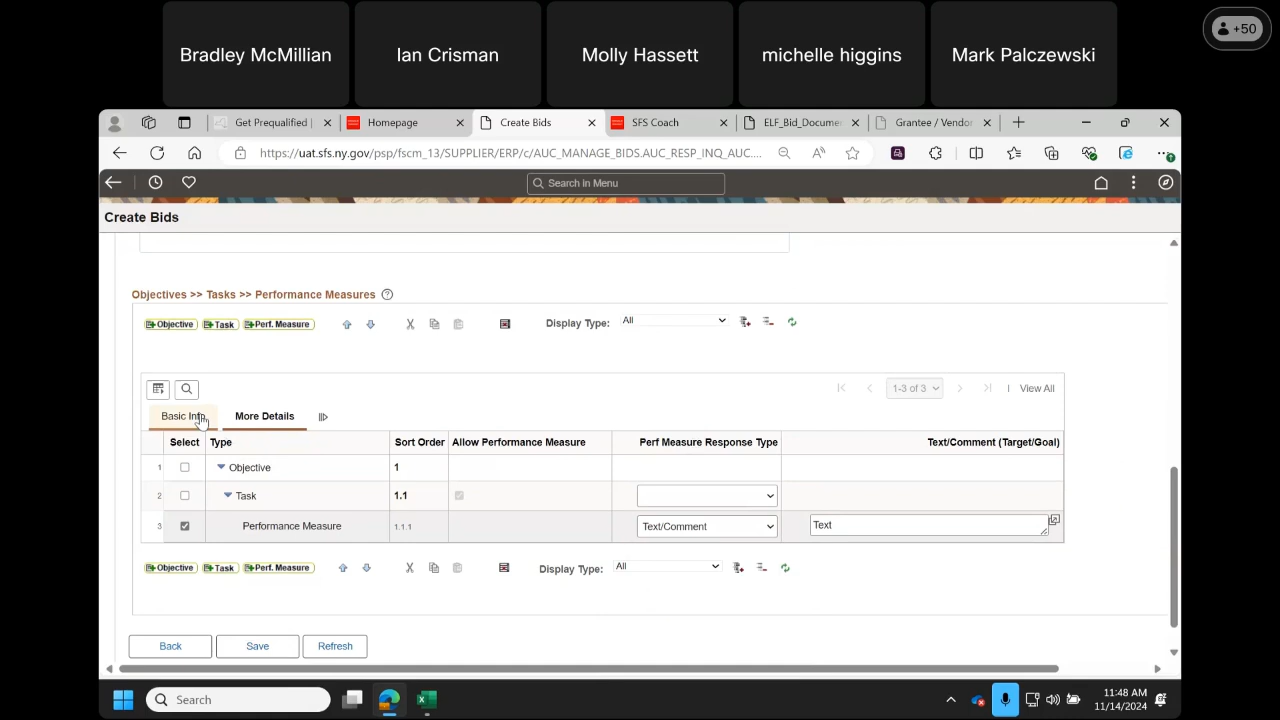 Bradley McMillian
Ian Crisman
Molly Hassett
michelle higgins
Mark Palczewski
+50
Get Prequalified |
Homepage
Create Bids
SFS Coach
ELF_Bid_Documen
Grantee / Vendor
https://uat.sfs.ny.gov/psp/fscm_13/SUPPLIER/ERP/c/AUC_MANAGE_BIDS.AUC_RESP_INQ_AUC....
Search in Menu
Create Bids
Objectives >> Tasks >> Performance Measures
Objective Task Perf. Measure Display Type: All
1-3 of 3 View All
Basic Info More Details
Select Type Sort Order Allow Performance Measure Perf Measure Response Type Text/Comment (Target/Goal)
1 Objective 1
2 Task 1.1
3 Performance Measure 1.1.1 Text/Comment Text
Objective Task Perf. Measure Display Type: All
Back Save Refresh
Search
11:48 AM
11/14/2024